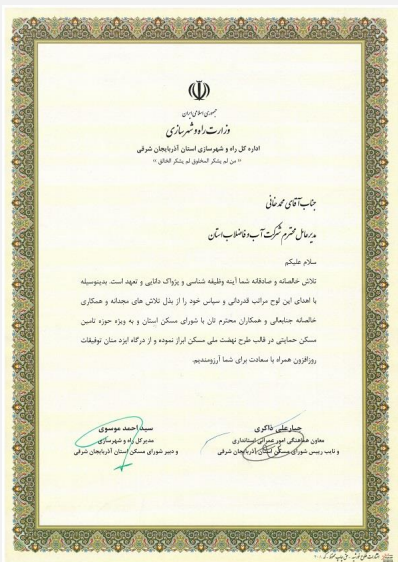 جمهوری اسلامی ایران
وزارت راه و شهرسازی
اداره کل راه و شهرسازی استان آذربایجان شرقی
«من لم یشکر المخلوق لم یشکر الخالق»
جناب آقای محمدخانی
مدیرعامل محترم شرکت آب و فاضلاب استان
سلام علیکم
تلاش خالصانه و صادقانه شما آینه وظیفه شناسی و پژواک دانایی و تعهد است. بدینوسیله
با اهدای این لوح مراتب قدردانی و سپاس خود را از بذل تلاش های مجدانه و همکاری
خالصانه جنابعالی و همکاران محترم تان با شورای مسکن استان و به ویژه حوزه تامین
مسکن حمایتی در قالب طرح نهضت ملی مسکن ابراز نموده و از درگاه ایزد منان توفیقات
روزافزون همراه با سعادت برای شما آرزومندیم.
جبارعلی ذاکری
معاون هماهنگی امور عمرانی استانداری
و نایب رییس شورای مسکن استان آذربایجان شرقی
سید احمد موسوی
مدیرکل راه و شهرسازی
و دبیر شورای مسکن استان آذربایجان شرقی